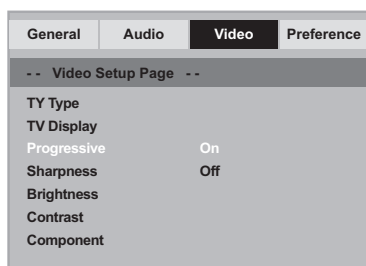 General Audio Video Preference
- - Video Setup Page - -
TY Type
TV Display
Progressive On
Sharpness Off
Brightness
Contrast
Component